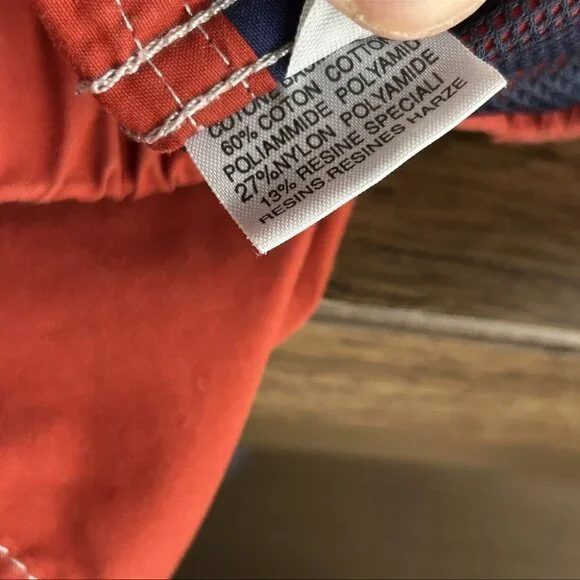 60% COTON COTTON
POLIAMMIDE POLYAMIDE
27% NYLON POLYAMIDE
13% RESINE SPECIALI
RESINS RESINES HARZE